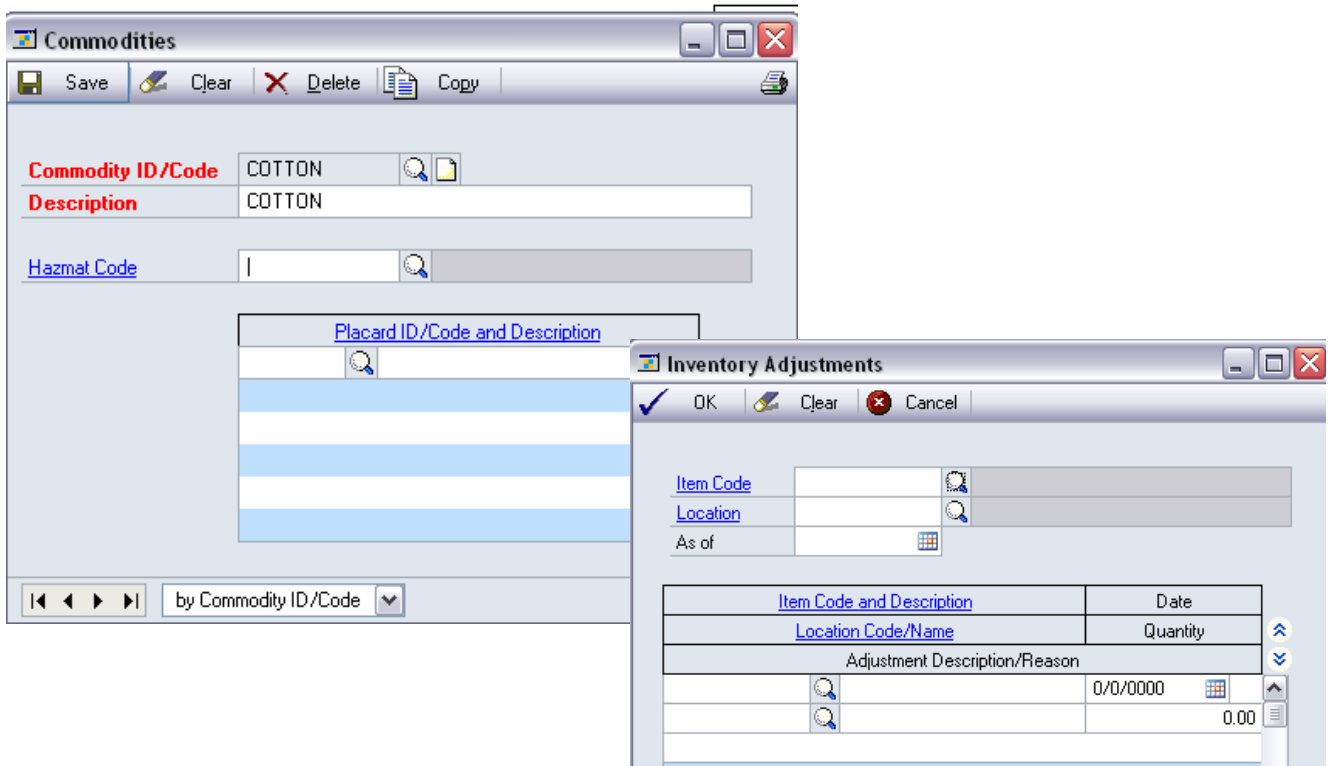 Commodities
Save Clear Delete Copy
Commodity ID/Code COTTON
Description COTTON
Hazmat Code
Placard ID/Code and Description
by Commodity ID/Code
Inventory Adjustments
OK Clear Cancel
Item Code
Location
As of
Item Code and Description Date
Location Code/Name Quantity
Adjustment Description/Reason
0/0/0000
0.00